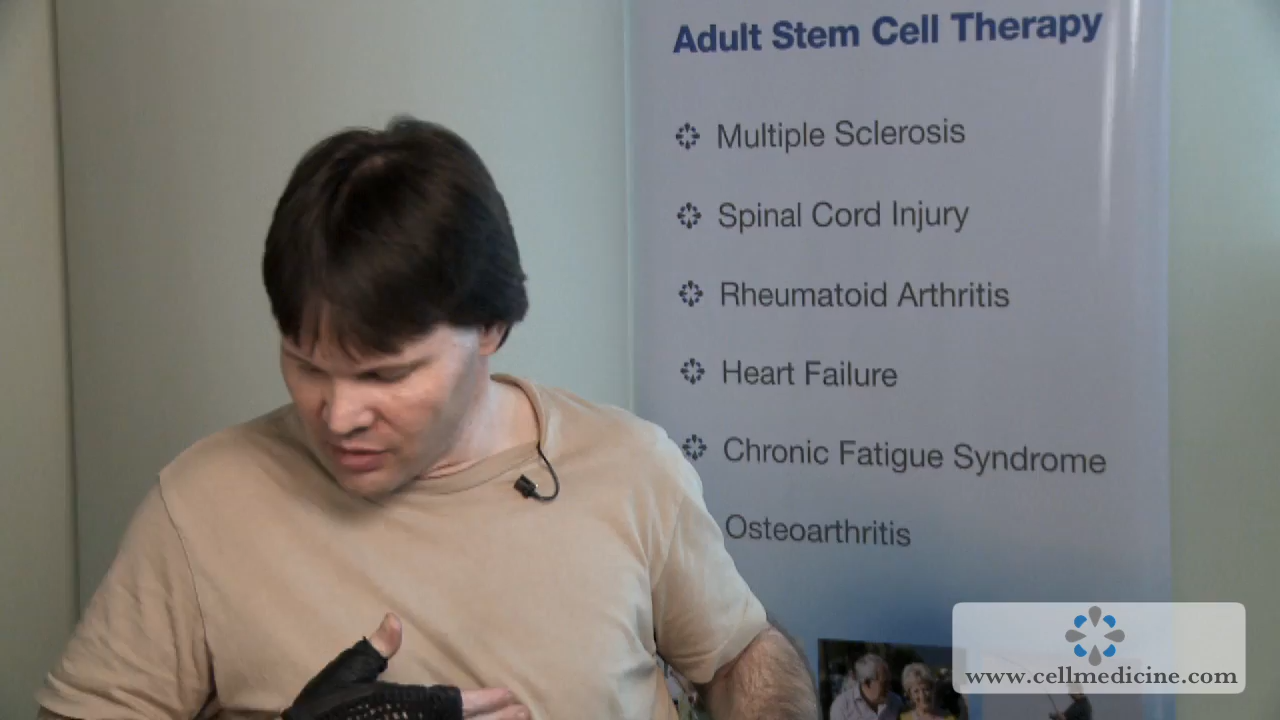 Adult Stem Cell Therapy
Multiple Sclerosis
Spinal Cord Injury
Rheumatoid Arthritis
Heart Failure
Chronic Fatigue Syndrome
Osteoarthritis
www.cellmedicine.com